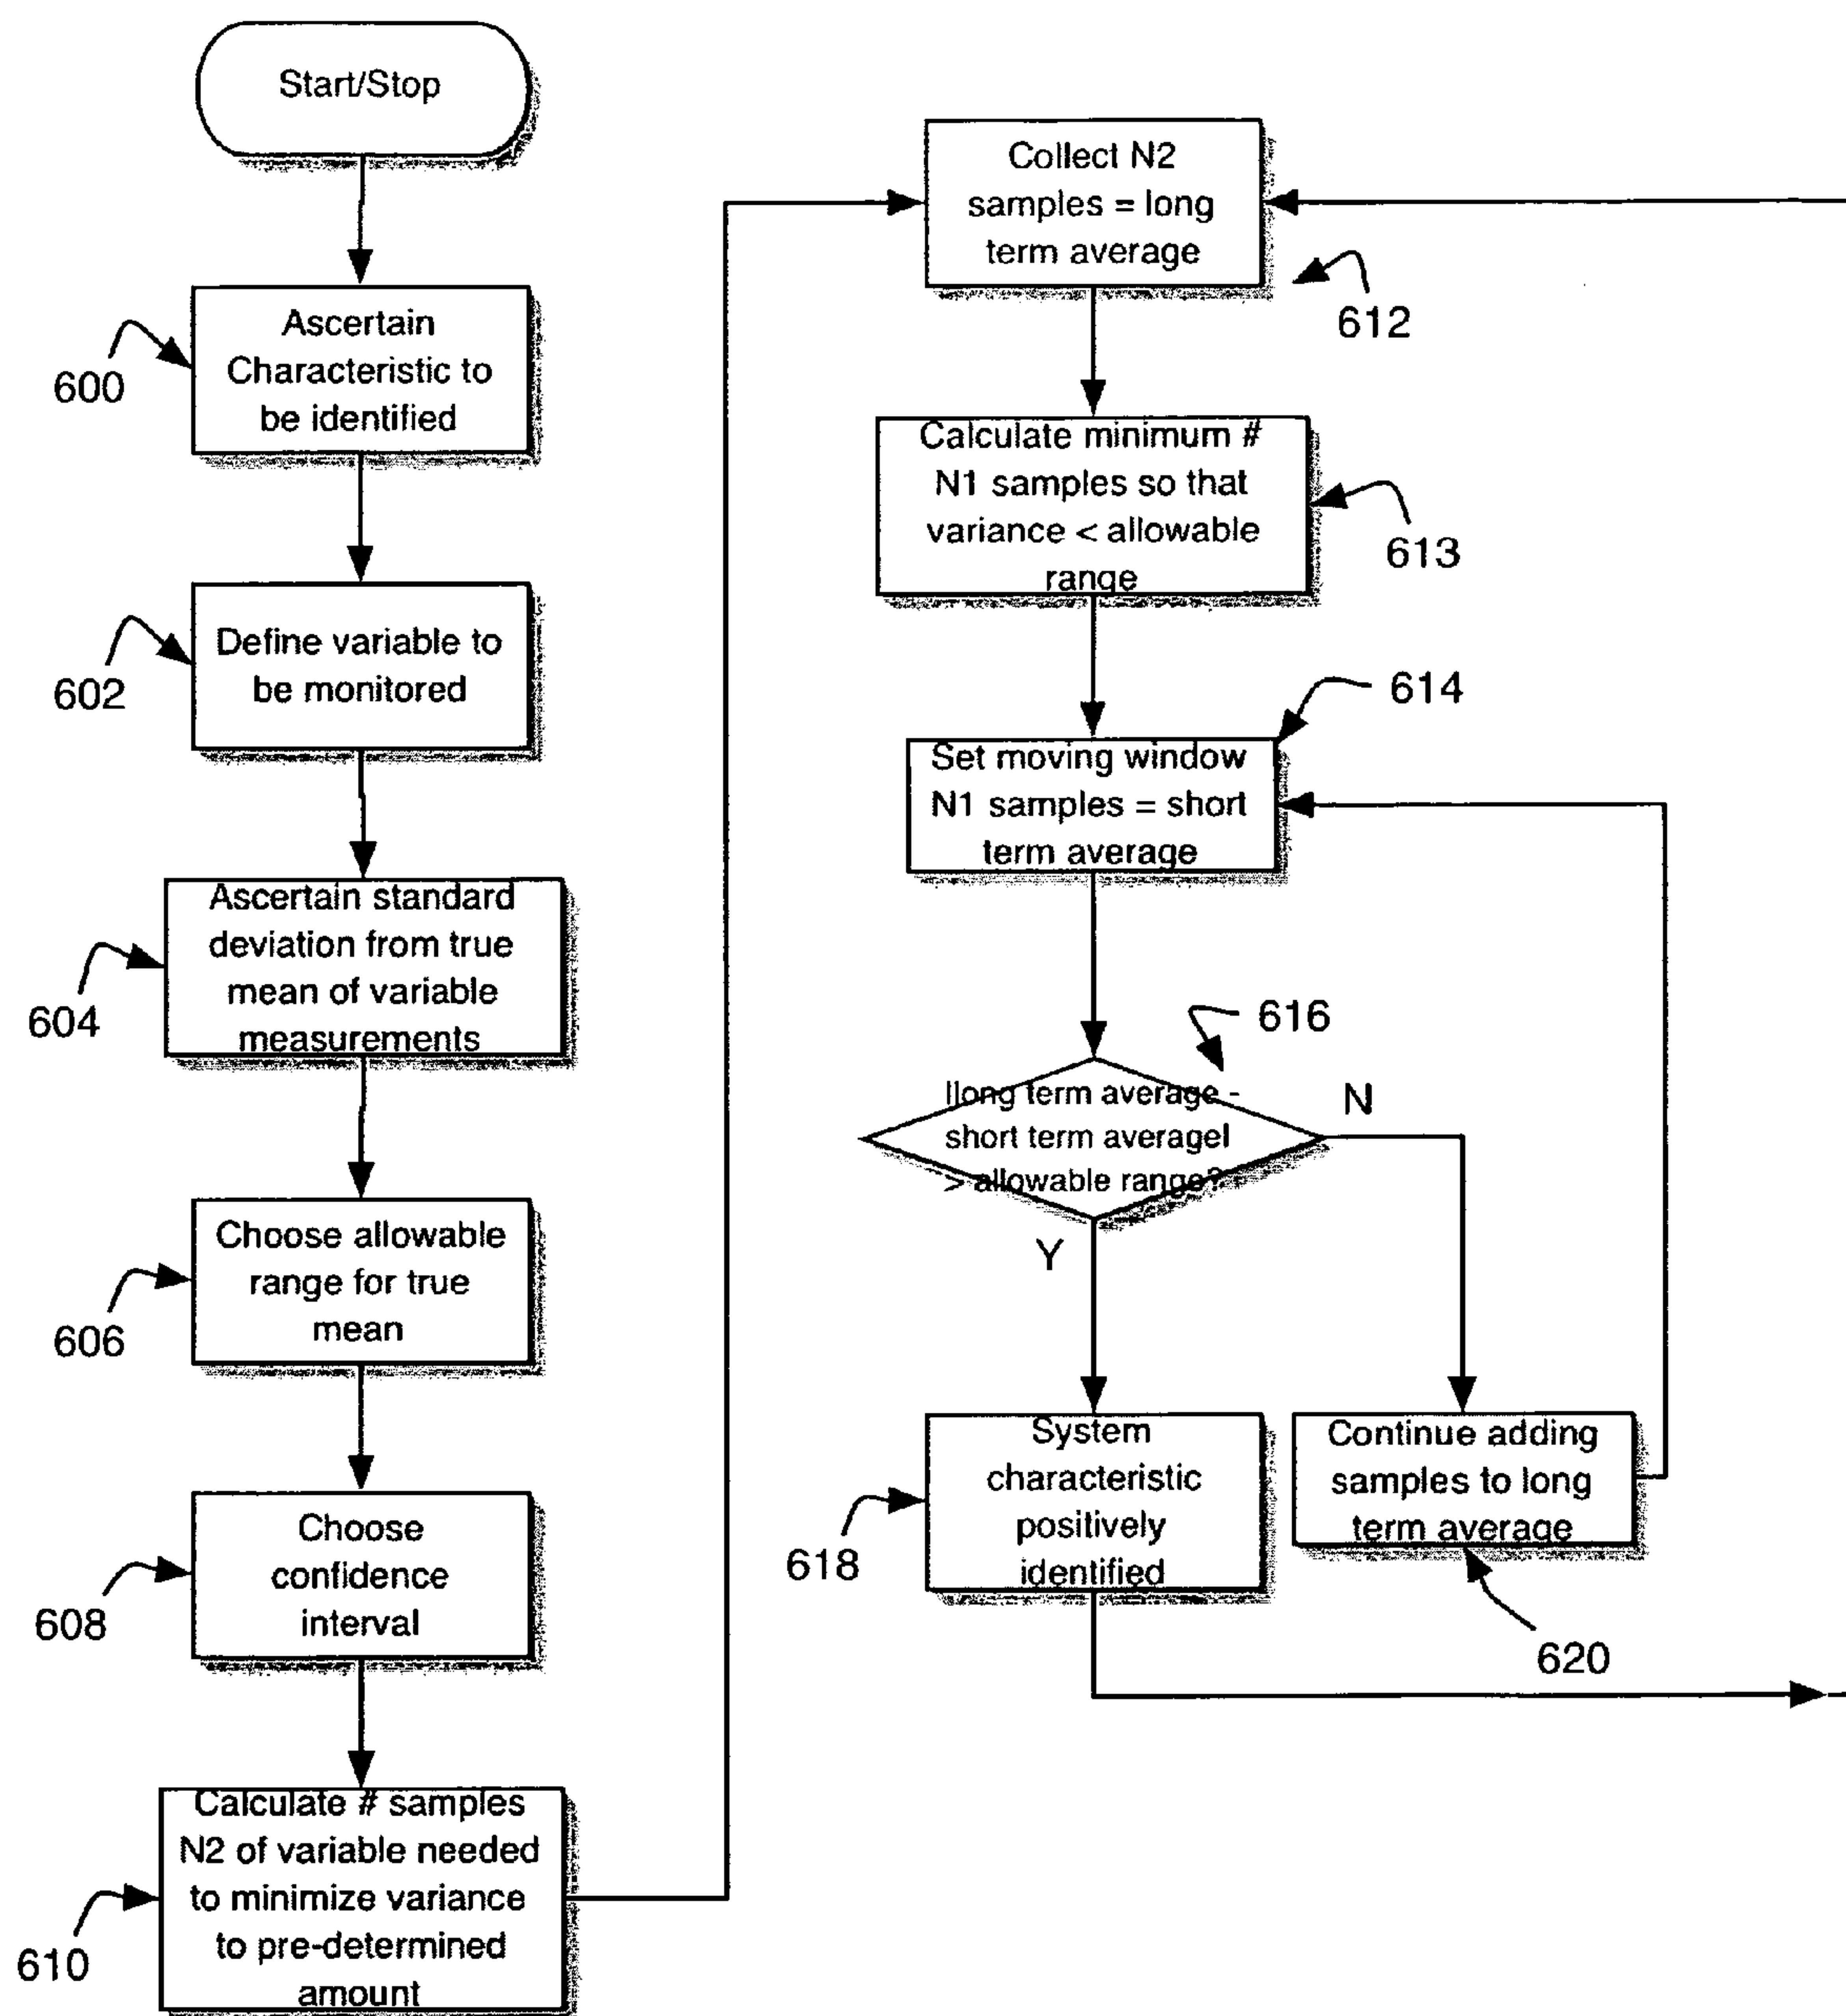 Start/Stop
Ascertain
Characteristic to
be identified
600
Define variable to
be monitored
602
Ascertain standard
deviation from true
mean of variable
measurements
604
Choose allowable
range for true
mean
606
Choose
confidence
interval
608
Calculate # samples
N2 of variable needed
to minimize variance
to pre-determined
amount
610
Collect N2
samples = long
term average
612
Calculate minimum #
N1 samples so that
variance < allowable
range
613
614
Set moving window
N1 samples = short
term average
616
|long term average -
short term average|
> allowable range?
N
Y
System
characteristic
positively
identified
618
Continue adding
samples to long
term average
620